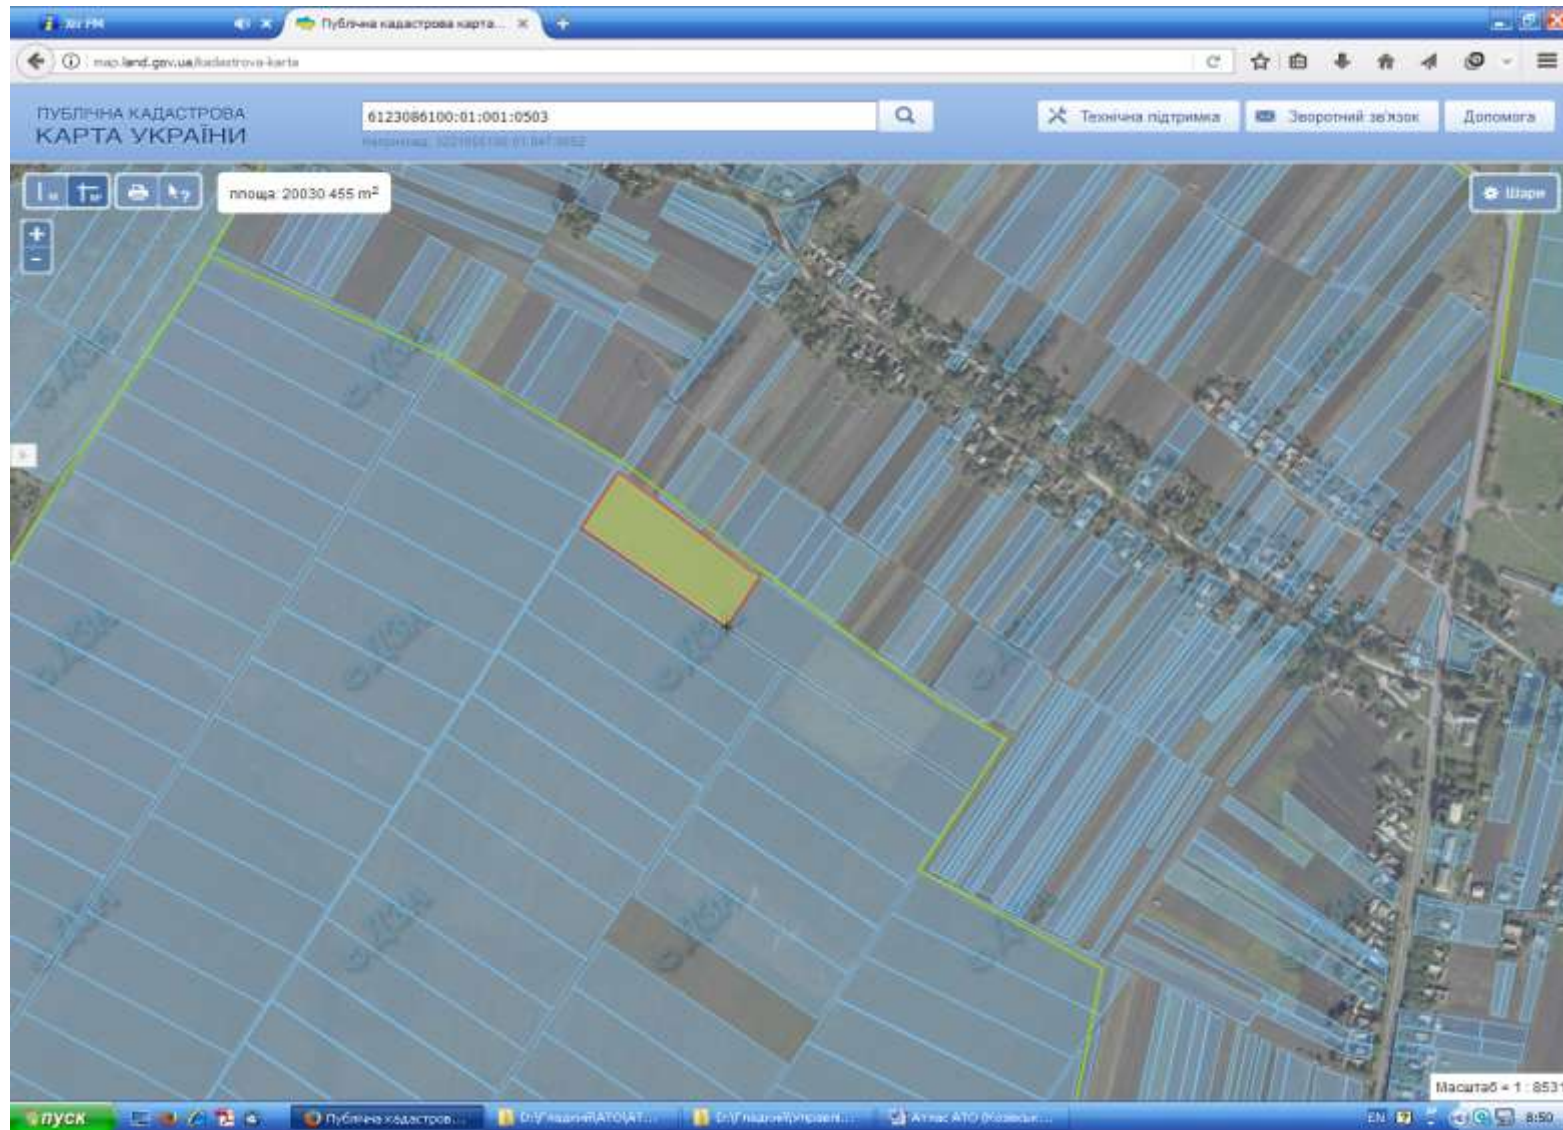 Публічна кадастрова карта...
map.land.gov.ua/kadastrova-karta
ПУБЛІЧНА КАДАСТРОВА
КАРТА УКРАЇНИ
6123086100:01:001:0503
Технічна підтримка
Зворотний зв'язок
Допомога
площа: 20030.455 m²
Шари
Масштаб = 1 : 8531
пуск
Публічна кадастров...
EN
8:50